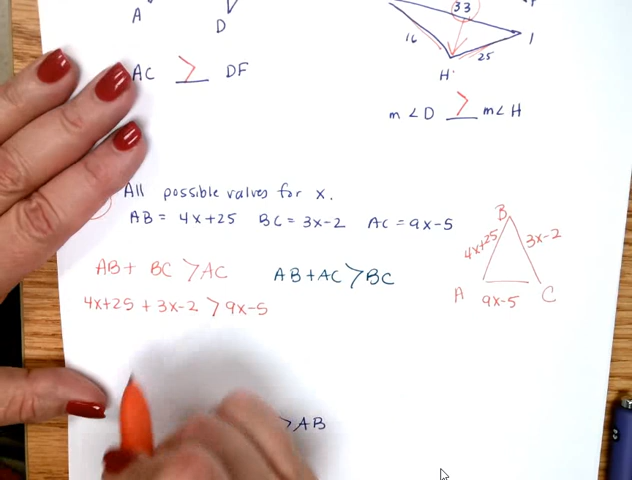 33
A
D
16
25
I
H
AC > DF
m∠D > m∠H
All possible valves for x.
AB = 4x+25 BC = 3x-2 AC = 9x-5
B
4x+25
3x-2
A
9x-5
C
AB + BC > AC
AB + AC > BC
4x+25 + 3x-2 > 9x-5
> AB